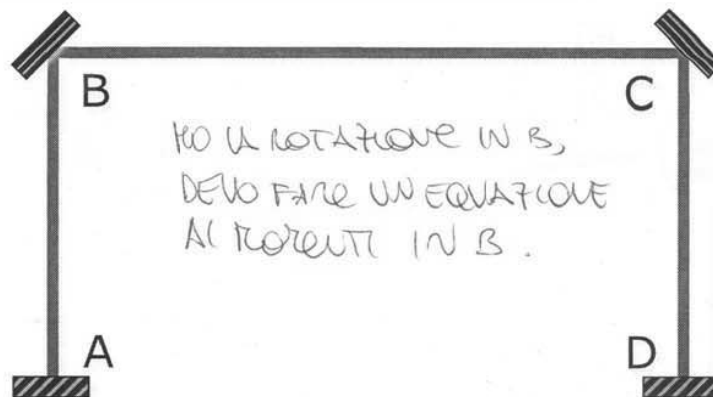 B
C
HO LA ROTAZIONE IN B,
DEVO FARE UN EQUAZIONE
AI MOMENTI IN B.
A
D